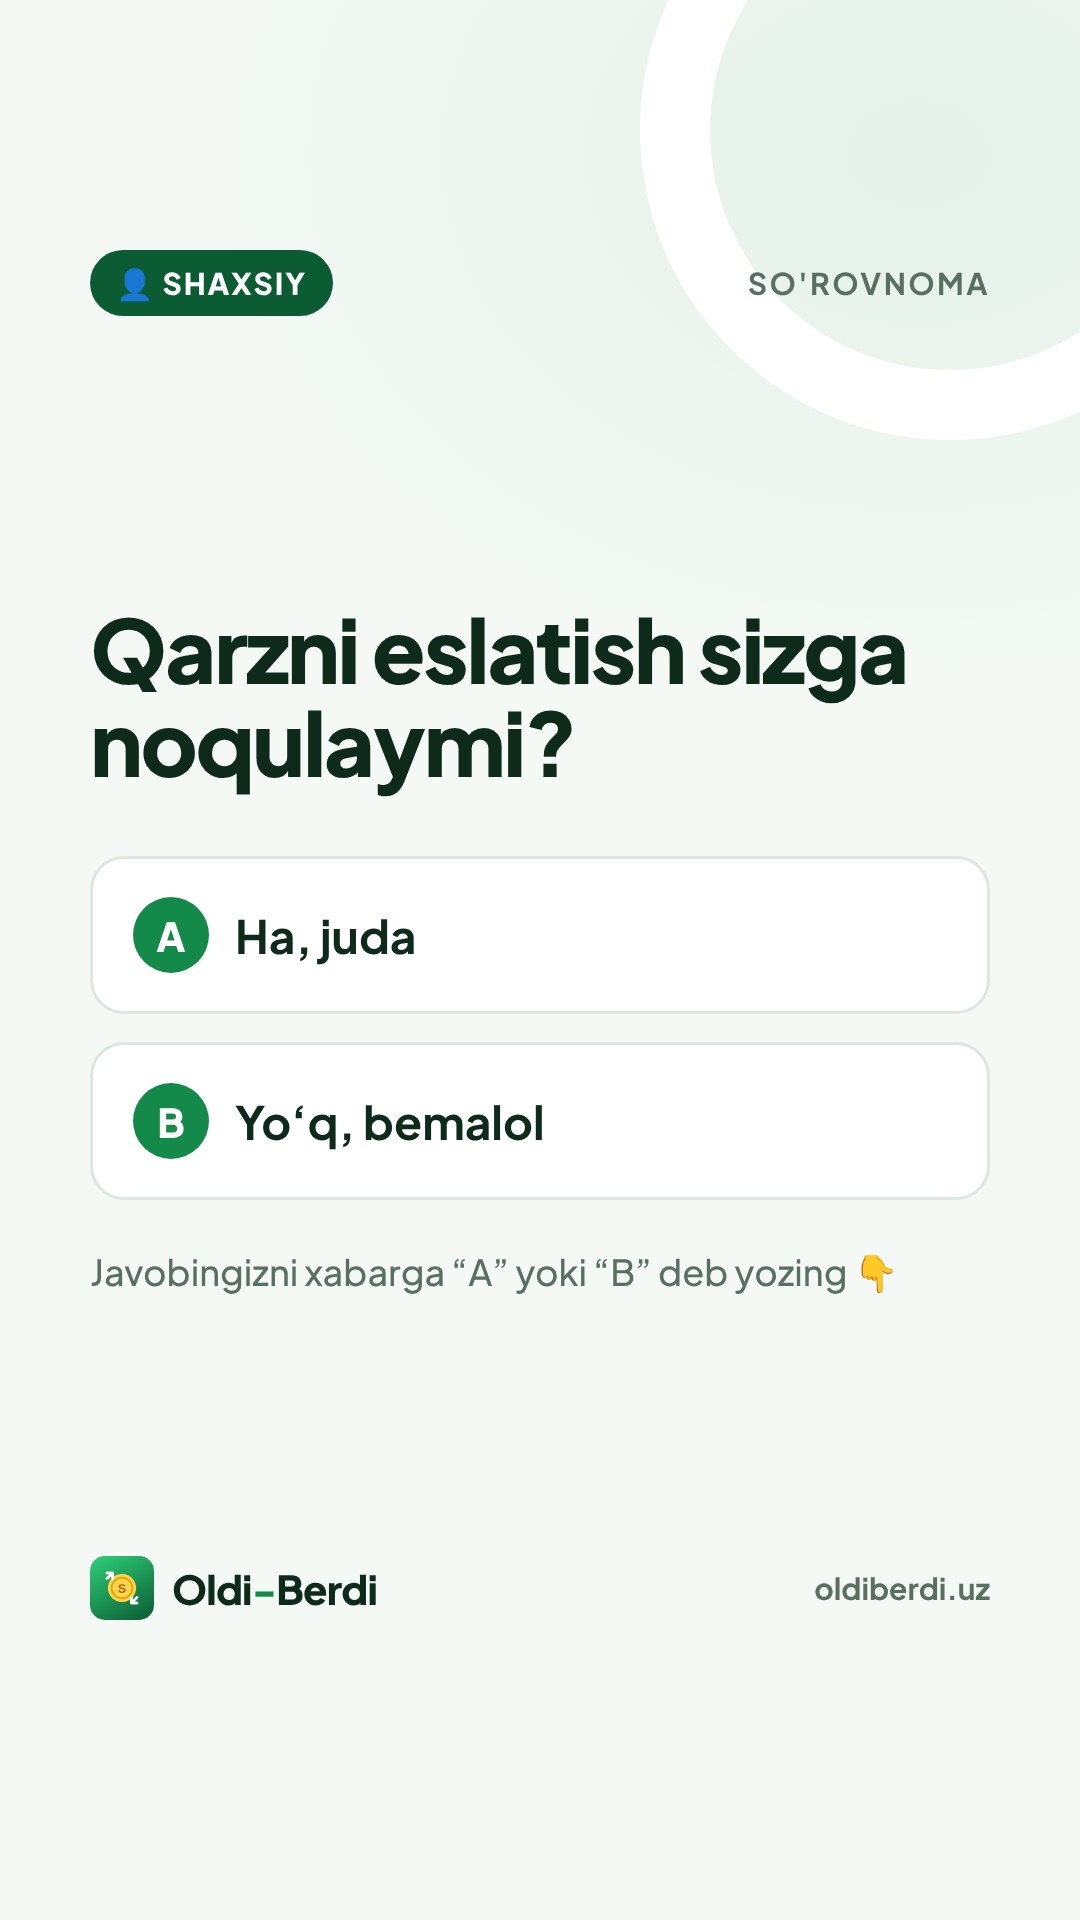 👤 SHAXSIY
SO'ROVNOMA
Qarzni eslatish sizga
noqulaymi?
A Ha, juda
B Yo‘q, bemalol
Javobingizni xabarga “A” yoki “B” deb yozing 👇
S
Oldi-Berdi
oldiberdi.uz